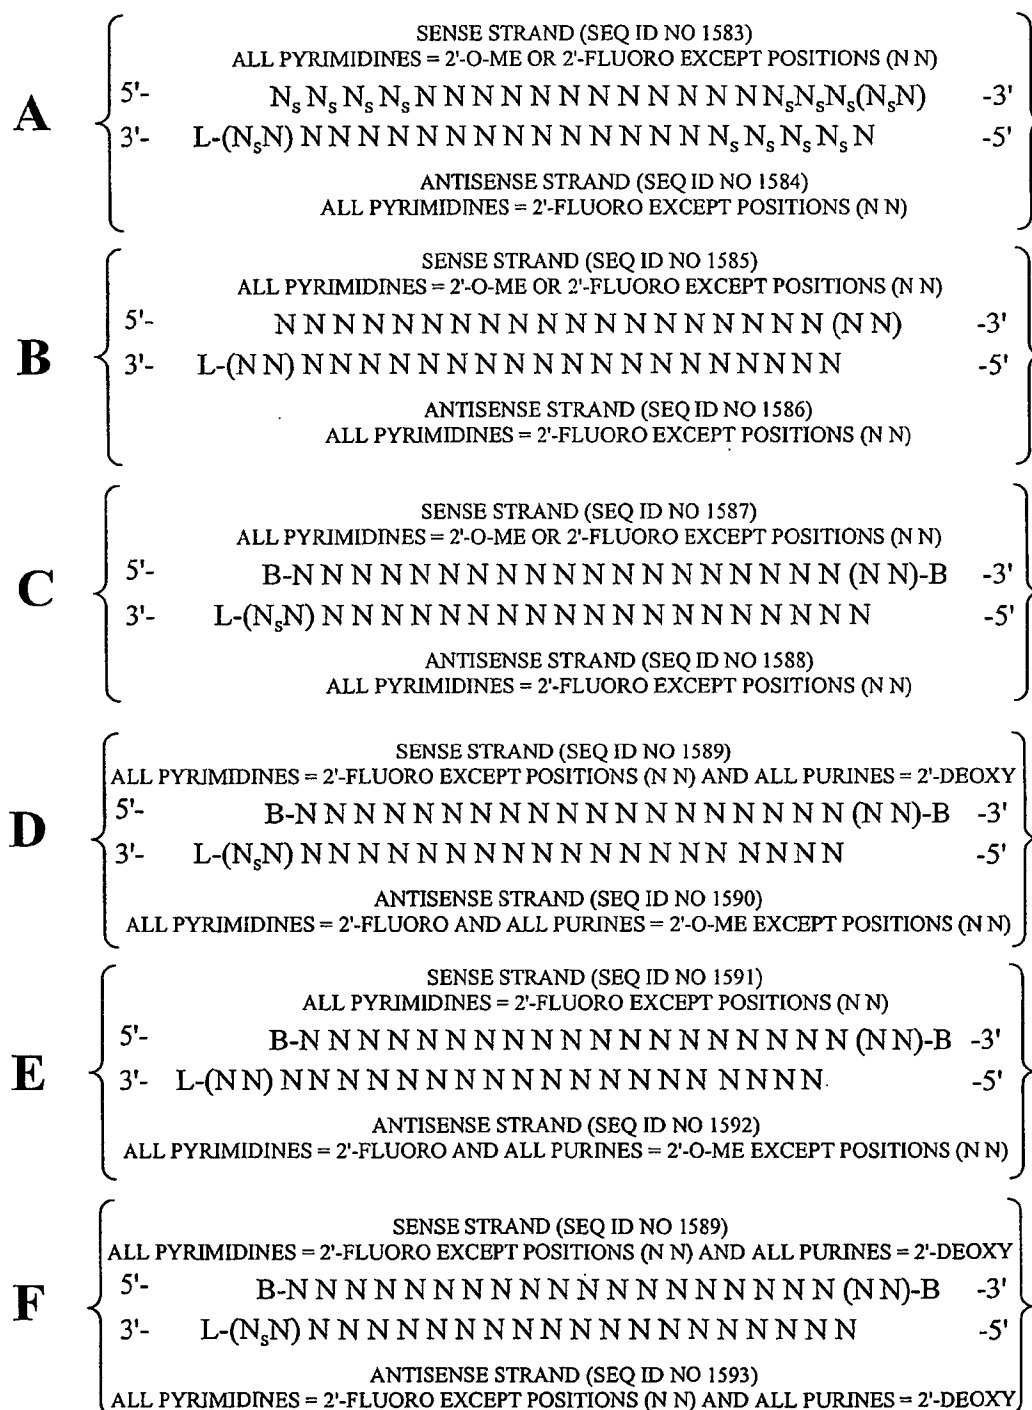 A
SENSE STRAND (SEQ ID NO 1583)
ALL PYRIMIDINES = 2'-O-ME OR 2'-FLUORO EXCEPT POSITIONS (N N)
5'- NsNsNsNsN N N N N N N N N N N NNsNsNs(NsN) -3'
3'- L-(NsN) N N N N N N N N N N N N N NNsNsNsNsN -5'
ANTISENSE STRAND (SEQ ID NO 1584)
ALL PYRIMIDINES = 2'-FLUORO EXCEPT POSITIONS (N N)
B
SENSE STRAND (SEQ ID NO 1585)
ALL PYRIMIDINES = 2'-O-ME OR 2'-FLUORO EXCEPT POSITIONS (N N)
5'- N N N N N N N N N N N N N N N N N N N (N N) -3'
3'- L-(N N) N N N N N N N N N N N N N N N N N N N -5'
ANTISENSE STRAND (SEQ ID NO 1586)
ALL PYRIMIDINES = 2'-FLUORO EXCEPT POSITIONS (N N)
C
SENSE STRAND (SEQ ID NO 1587)
ALL PYRIMIDINES = 2'-O-ME OR 2'-FLUORO EXCEPT POSITIONS (N N)
5'- B-N N N N N N N N N N N N N N N N N N N (N N)-B -3'
3'- L-(NsN) N N N N N N N N N N N N N N N N N N N -5'
ANTISENSE STRAND (SEQ ID NO 1588)
ALL PYRIMIDINES = 2'-FLUORO EXCEPT POSITIONS (N N)
D
SENSE STRAND (SEQ ID NO 1589)
ALL PYRIMIDINES = 2'-FLUORO EXCEPT POSITIONS (N N) AND ALL PURINES = 2'-DEOXY
5'- B-N N N N N N N N N N N N N N N N N N N (N N)-B -3'
3'- L-(NsN) N N N N N N N N N N N N N N N N N N N -5'
ANTISENSE STRAND (SEQ ID NO 1590)
ALL PYRIMIDINES = 2'-FLUORO AND ALL PURINES = 2'-O-ME EXCEPT POSITIONS (N N)
E
SENSE STRAND (SEQ ID NO 1591)
ALL PYRIMIDINES = 2'-FLUORO EXCEPT POSITIONS (N N)
5'- B-N N N N N N N N N N N N N N N N N N N (N N)-B -3'
3'- L-(N N) N N N N N N N N N N N N N N N N N N N -5'
ANTISENSE STRAND (SEQ ID NO 1592)
ALL PYRIMIDINES = 2'-FLUORO AND ALL PURINES = 2'-O-ME EXCEPT POSITIONS (N N)
F
SENSE STRAND (SEQ ID NO 1589)
ALL PYRIMIDINES = 2'-FLUORO EXCEPT POSITIONS (N N) AND ALL PURINES = 2'-DEOXY
5'- B-N N N N N N N N N N N N N N N N N N N (N N)-B -3'
3'- L-(NsN) N N N N N N N N N N N N N N N N N N N -5'
ANTISENSE STRAND (SEQ ID NO 1593)
ALL PYRIMIDINES = 2'-FLUORO EXCEPT POSITIONS (N N) AND ALL PURINES = 2'-DEOXY